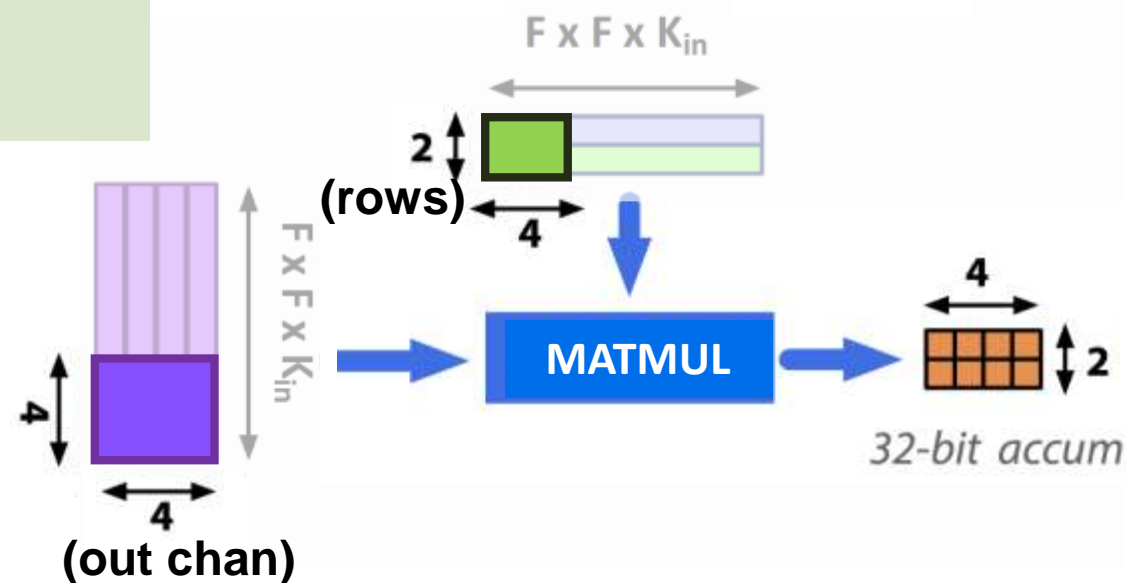 F x F x Kin
2
(rows)
4
F x F x Kin
4
4
(out chan)
MATMUL
4
2
32-bit accum